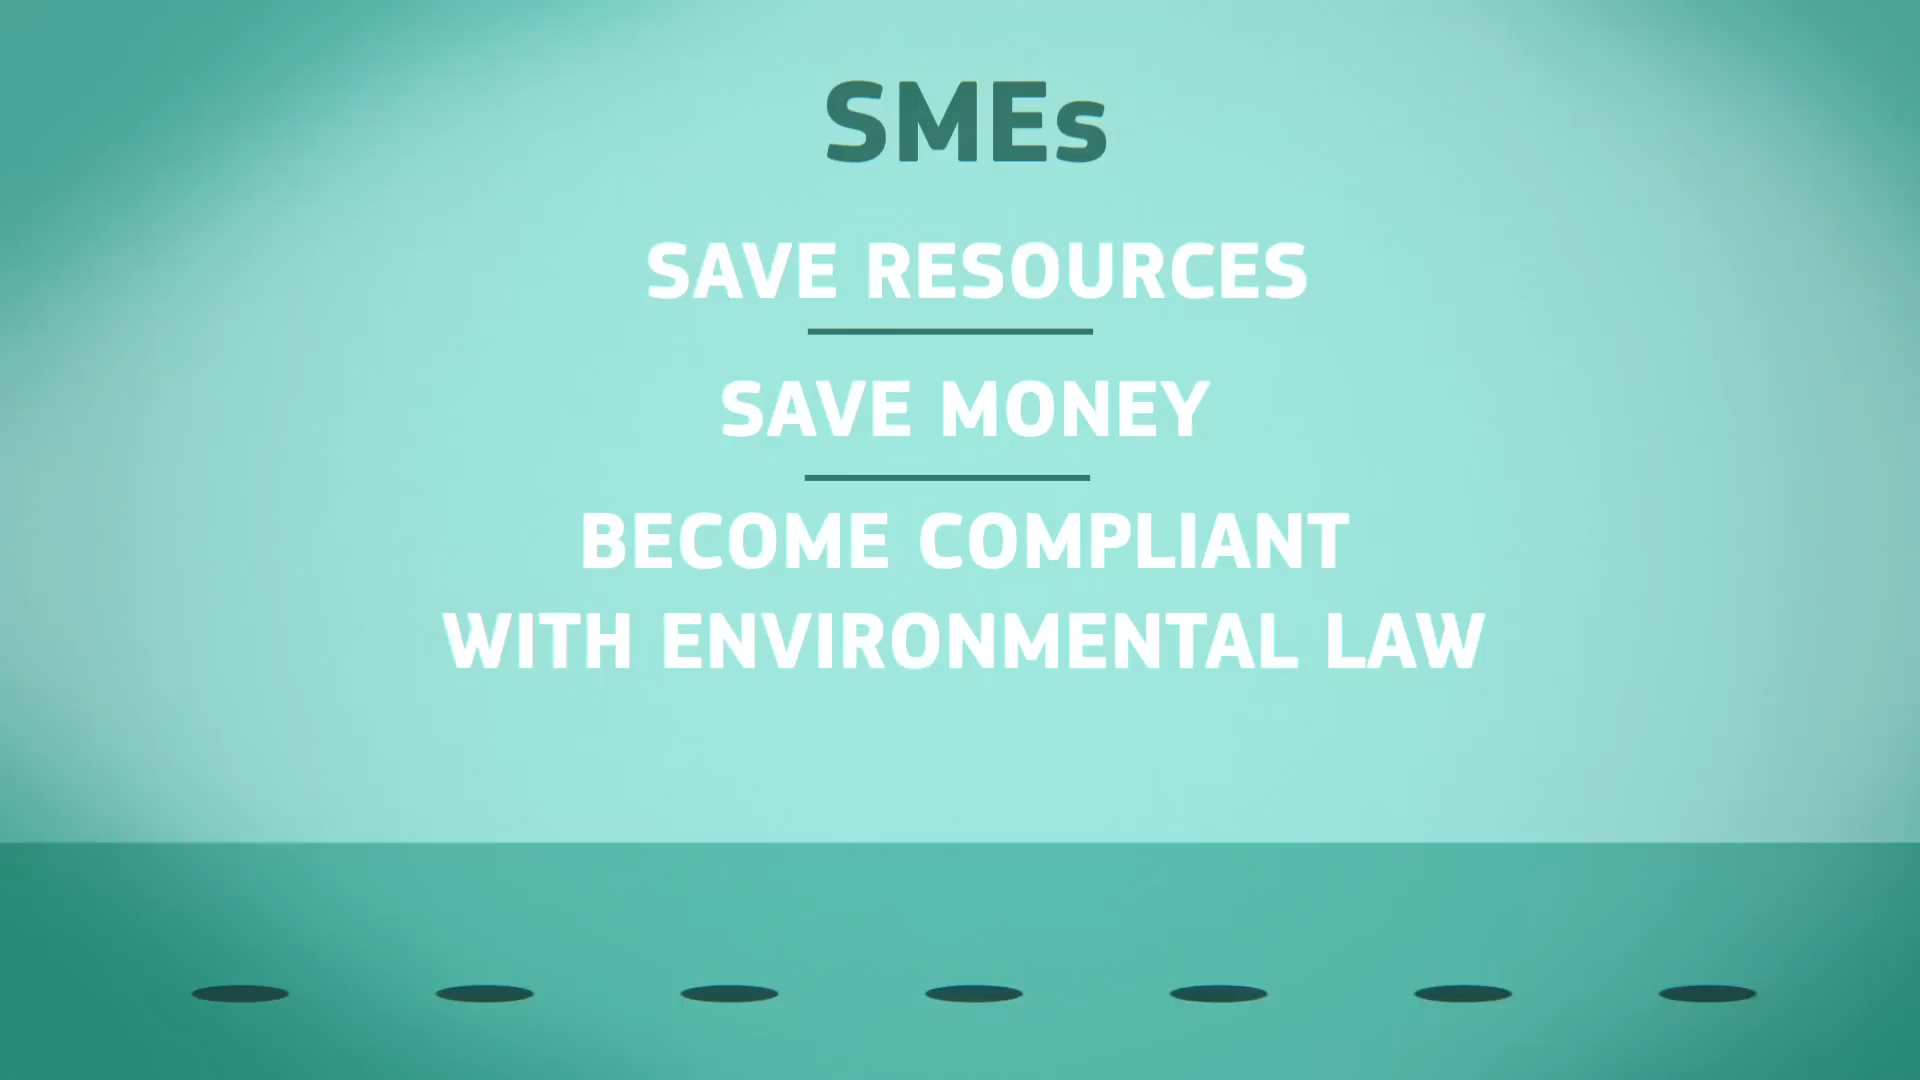 SMEs
SAVE RESOURCES
SAVE MONEY
BECOME COMPLIANT
WITH ENVIRONMENTAL LAW